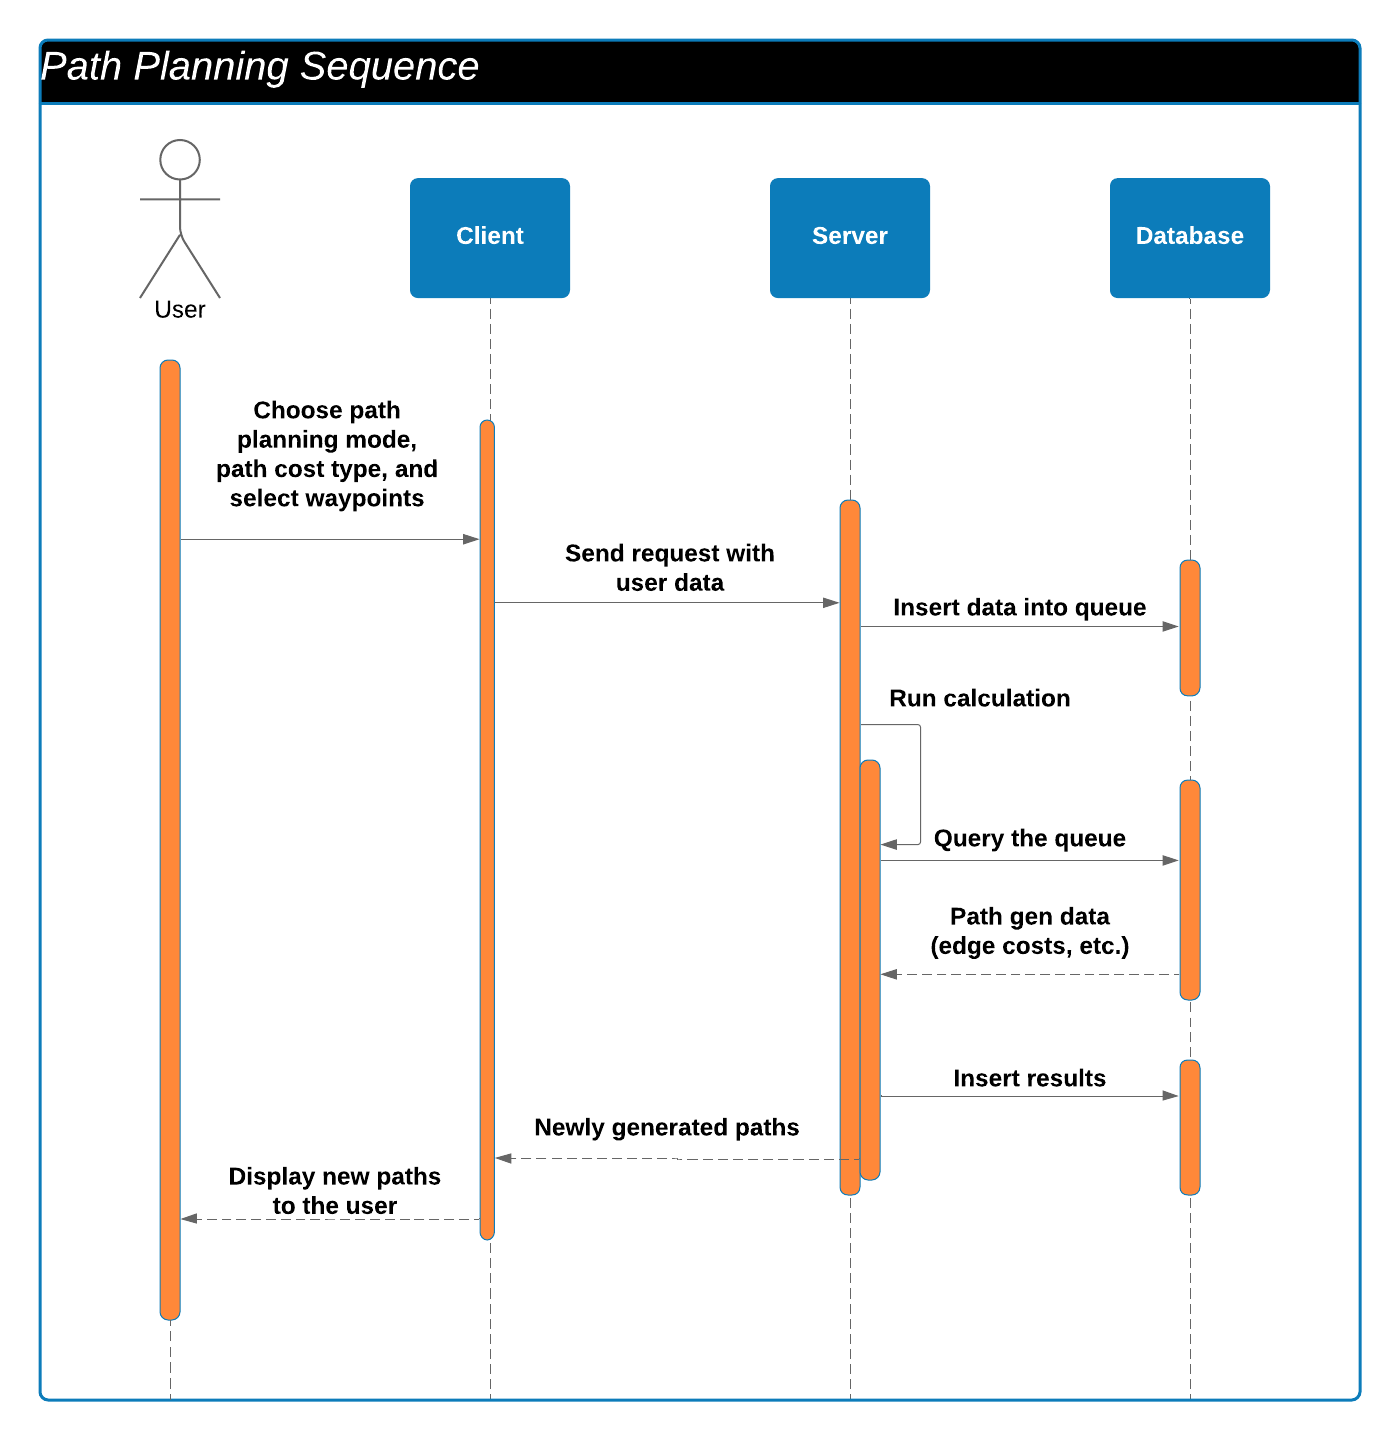 Path Planning Sequence
User
Client
Server
Database
Choose path
planning mode,
path cost type, and
select waypoints
Send request with
user data
Insert data into queue
Run calculation
Query the queue
Path gen data
(edge costs, etc.)
Insert results
Newly generated paths
Display new paths
to the user